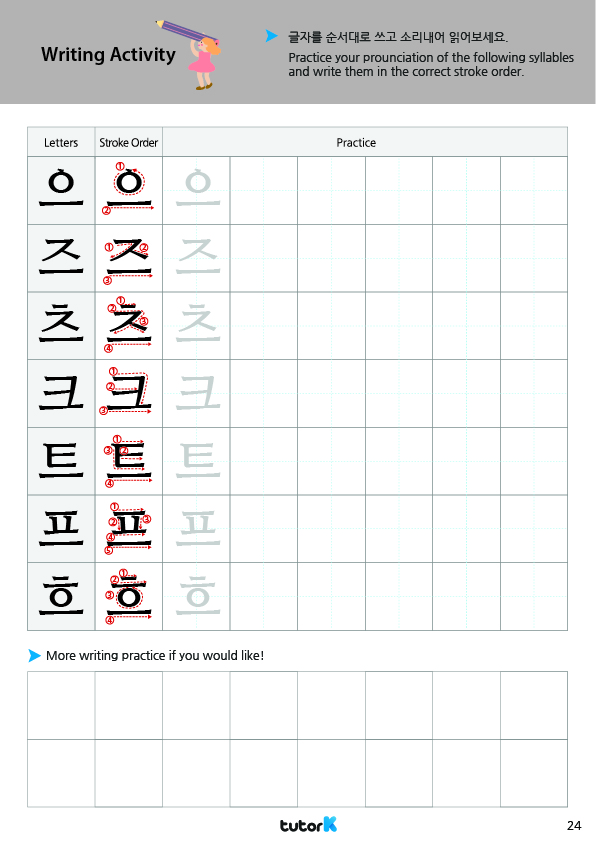 Writing Activity
글자를 순서대로 쓰고 소리내어 읽어보세요.
Practice your prounciation of the following syllables
and write them in the correct stroke order.
Letters Stroke Order Practice
으 ① ② 으 으
즈 ① ② ③ 즈 즈
츠 ① ② ③ ④ 츠 츠
크 ① ② ③ 크 크
트 ① ② ③ ④ 트 트
프 ① ② ③ ④ ⑤ 프 프
흐 ① ② ③ ④ 흐 흐
More writing practice if you would like!
tutorK
24